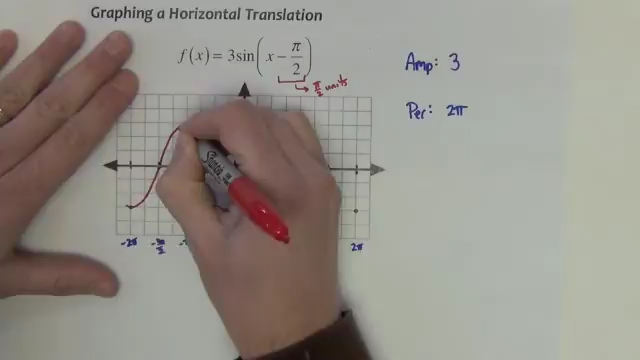 Graphing a Horizontal Translation
f(x) = 3sin(x − π/2)
→ π/2 units
Amp: 3
Per: 2π
Sharpie
-2π -3π/2 2π